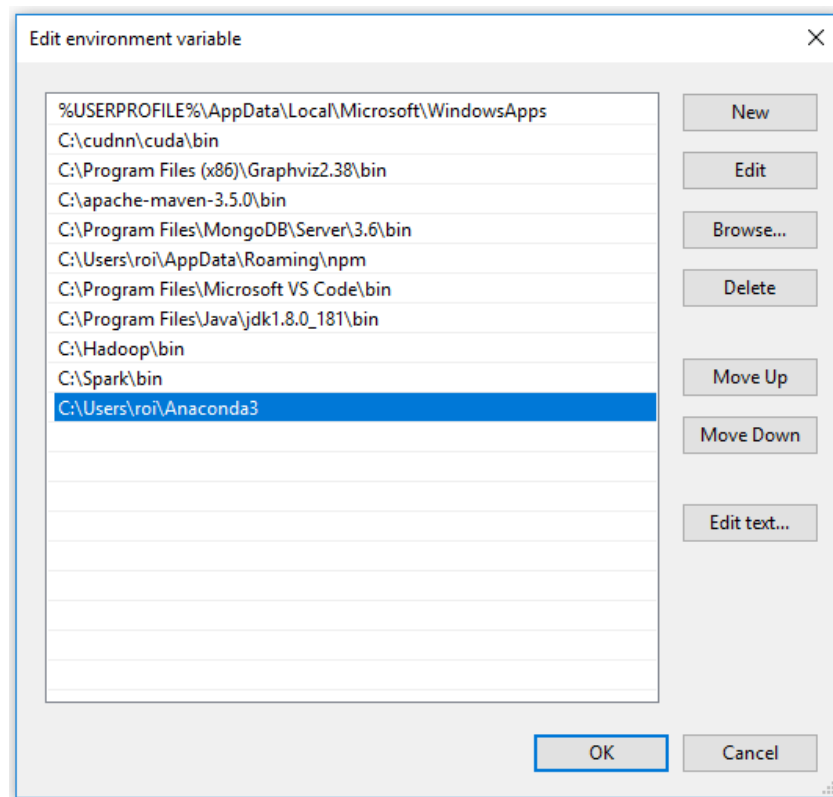 Edit environment variable
%USERPROFILE%\AppData\Local\Microsoft\WindowsApps
C:\cudnn\cuda\bin
C:\Program Files (x86)\Graphviz2.38\bin
C:\apache-maven-3.5.0\bin
C:\Program Files\MongoDB\Server\3.6\bin
C:\Users\roi\AppData\Roaming\npm
C:\Program Files\Microsoft VS Code\bin
C:\Program Files\Java\jdk1.8.0_181\bin
C:\Hadoop\bin
C:\Spark\bin
C:\Users\roi\Anaconda3
New
Edit
Browse...
Delete
Move Up
Move Down
Edit text...
OK
Cancel